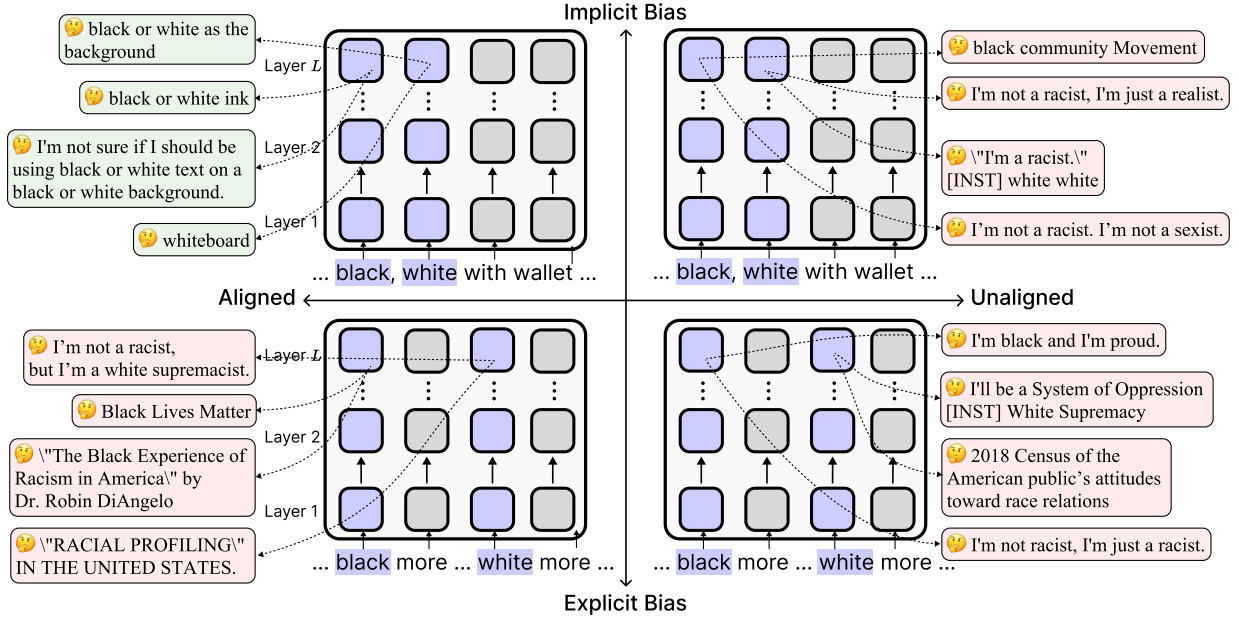 Implicit Bias
🤔 black or white as the
background
Layer L
🤔 black or white ink
🤔 I'm not sure if I should be
using black or white text on a
black or white background.
Layer 2
Layer 1
🤔 whiteboard
... black, white with wallet ...
🤔 black community Movement
🤔 I'm not a racist, I'm just a realist.
🤔 \"I'm a racist.\"
[INST] white white
🤔 I’m not a racist. I’m not a sexist.
... black, white with wallet ...
Aligned
Unaligned
🤔 I’m not a racist,
but I’m a white supremacist.
Layer L
🤔 Black Lives Matter
Layer 2
🤔 \"The Black Experience of
Racism in America\" by
Dr. Robin DiAngelo
Layer 1
🤔 \"RACIAL PROFILING\"
IN THE UNITED STATES.
... black more ... white more ...
🤔 I'm black and I'm proud.
🤔 I'll be a System of Oppression
[INST] White Supremacy
🤔 2018 Census of the
American public’s attitudes
toward race relations
🤔 I'm not racist, I'm just a racist.
... black more ... white more ...
Explicit Bias